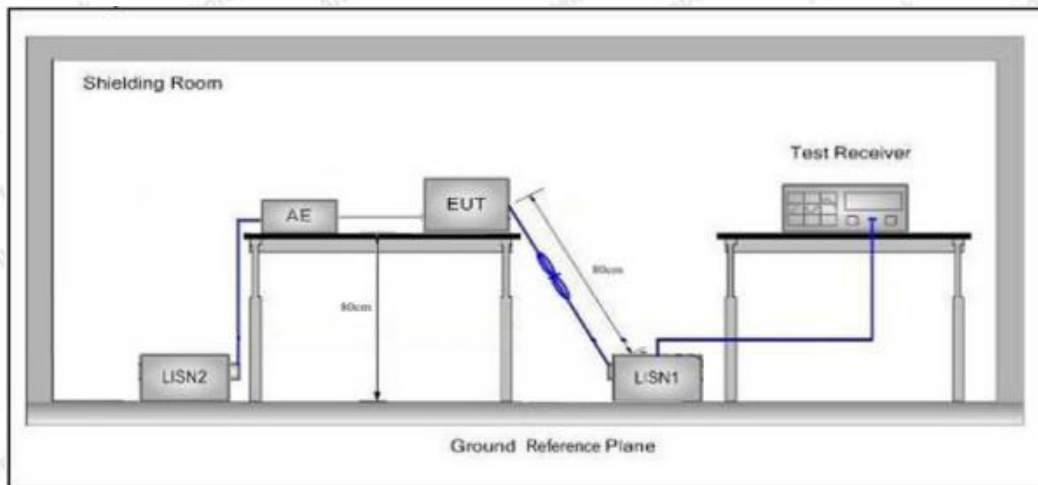 Shielding Room
Test Receiver
EUT
AE
80cm
80cm
LISN2
LISN1
Ground Reference Plane